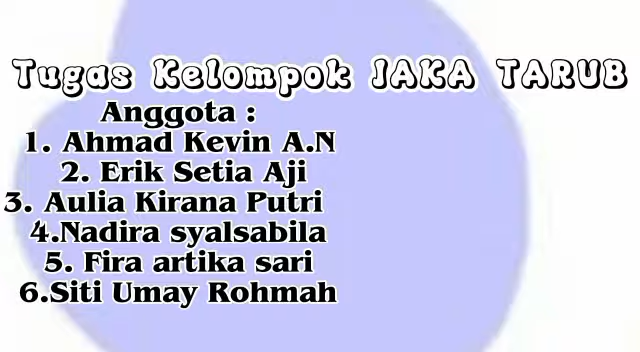 Tugas Kelompok JAKA TARUB
Anggota :
1. Ahmad Kevin A.N
2. Erik Setia Aji
3. Aulia Kirana Putri
4.Nadira syalsabila
5. Fira artika sari
6.Siti Umay Rohmah